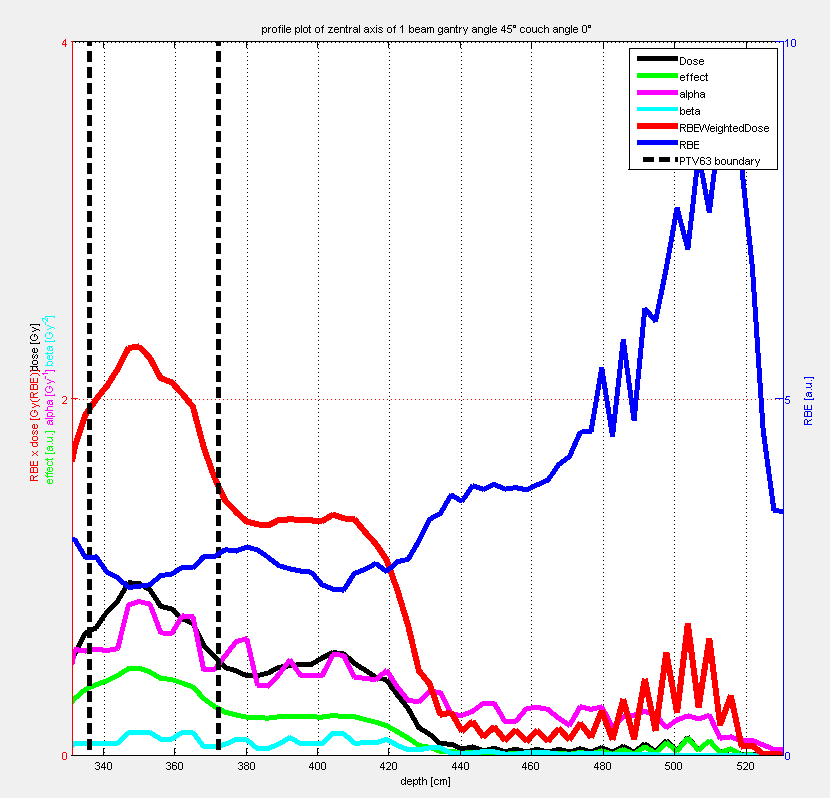 profile plot of zentral axis of 1 beam gantry angle 45° couch angle 0°
4
10
Dose
effect
alpha
beta
RBEWeightedDose
RBE
PTV63 boundary
RBE x dose [Gy(RBE)]dose [Gy]
effect [a.u.] alpha [Gy⁻¹] beta [Gy⁻²]
2
5
RBE [a.u.]
0
0
340 360 380 400 420 440 460 480 500 520
depth [cm]